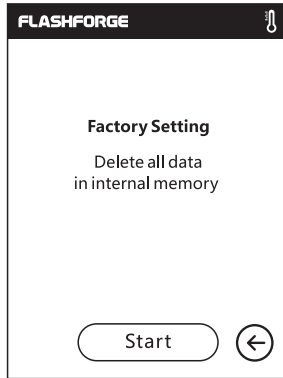 FLASHFORGE
Factory Setting
Delete all data
in internal memory
Start